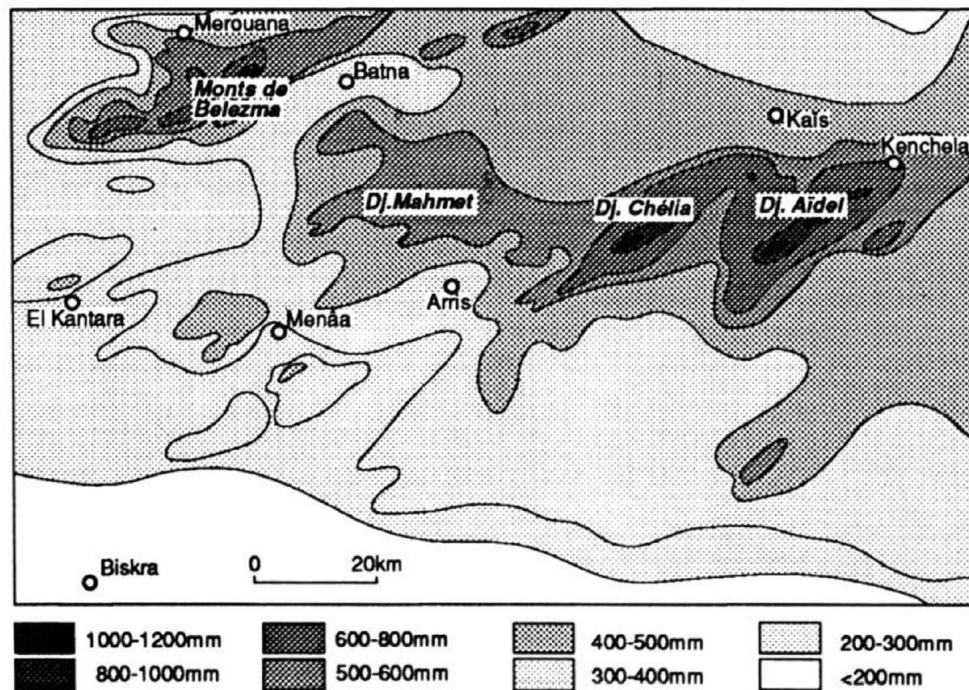 Merouana
Batna
Monts de
Belezma
Kaïs
Kenchela
Dj.Mahmet
Dj. Chélia
Dj. Aïdel
El Kantara
Menâa
Arris
Biskra
0 20km
1000-1200mm 600-800mm 400-500mm 200-300mm
800-1000mm 500-600mm 300-400mm <200mm